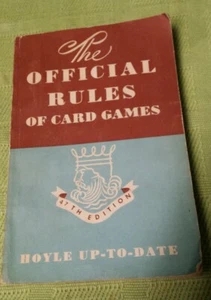 The
OFFICIAL
RULES
OF CARD GAMES
47TH EDITION
HOYLE UP-TO-DATE